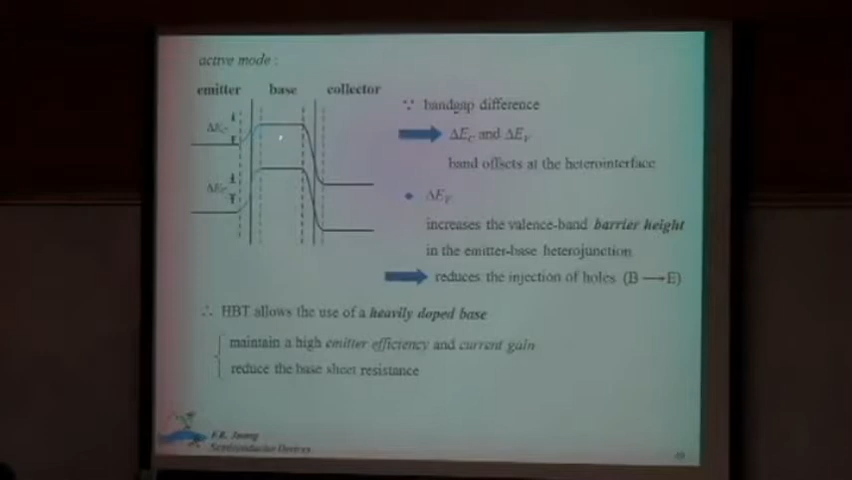 active mode :
emitter base collector
∵ bandgap difference
ΔE_C
ΔE_C and ΔE_V
band offsets at the heterointerface
ΔE_V
increases the valence-band barrier height
in the emitter-base heterojunction
reduces the injection of holes (B → E)
∴ HBT allows the use of a heavily doped base
maintain a high emitter efficiency and current gain
reduce the base sheet resistance
Semiconductor Devices